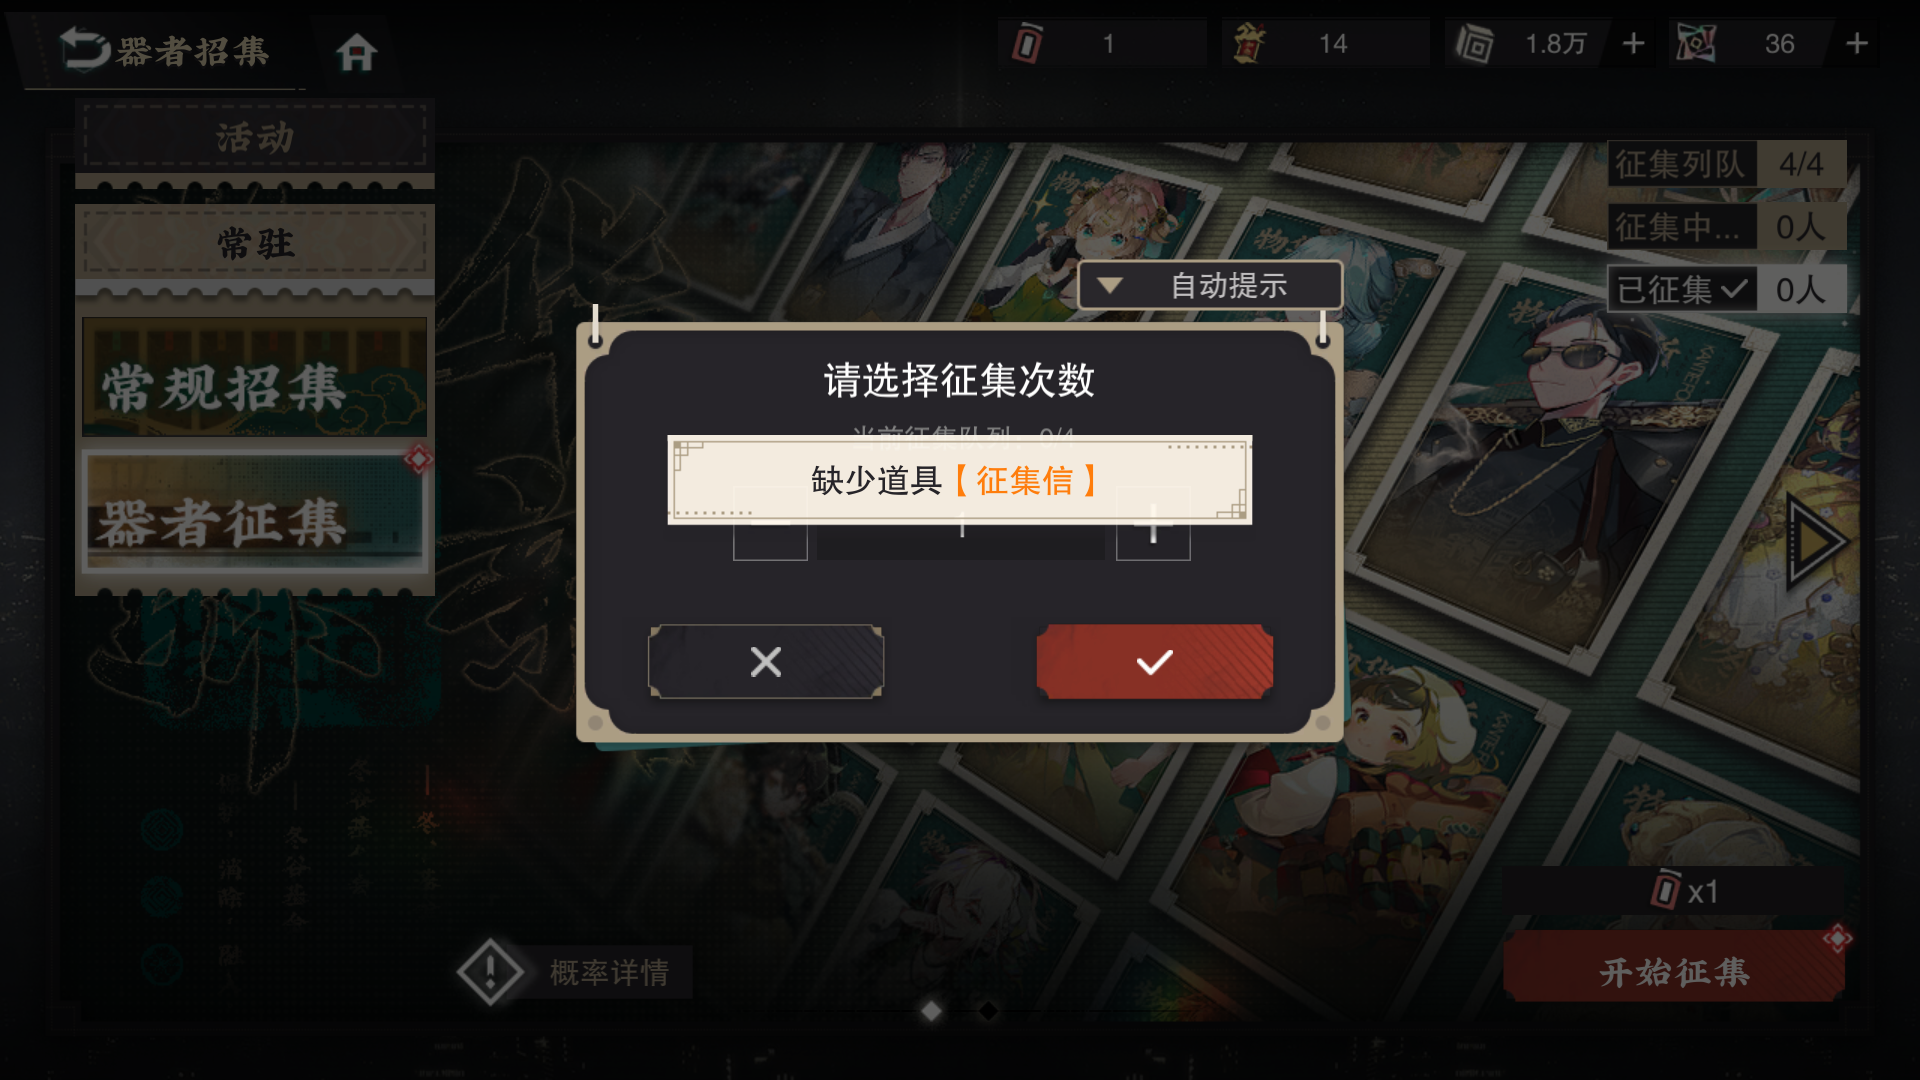 器者招集
1
14
1.8万
36
活动
常驻
常规招集
器者征集
征集列队 4/4
征集中... 0人
已征集 0人
自动提示
请选择征集次数
当前征集队列：0/4
缺少道具【征集信】
1
概率详情
x1
开始征集